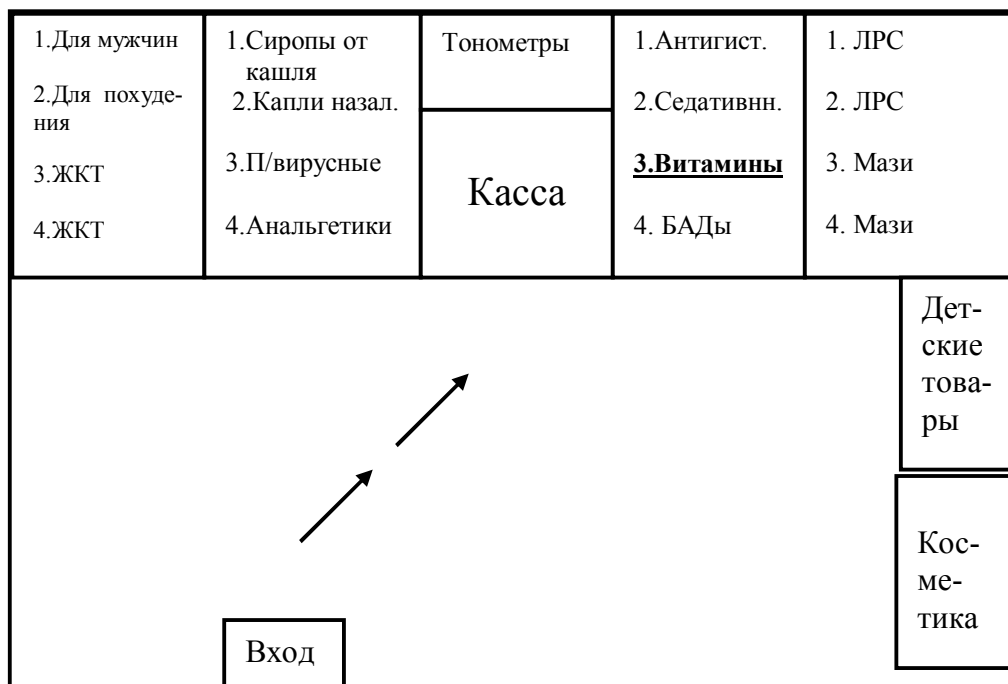 1.Для мужчин
2.Для похуде-
ния
3.ЖКТ
4.ЖКТ
1.Сиропы от
кашля
2.Капли назал.
3.П/вирусные
4.Анальгетики
Тонометры
Касса
1.Антигист.
2.Седативнн.
3.Витамины
4. БАДы
1. ЛРС
2. ЛРС
3. Мази
4. Мази
Дет-
ские
това-
ры
Кос-
ме-
тика
Вход